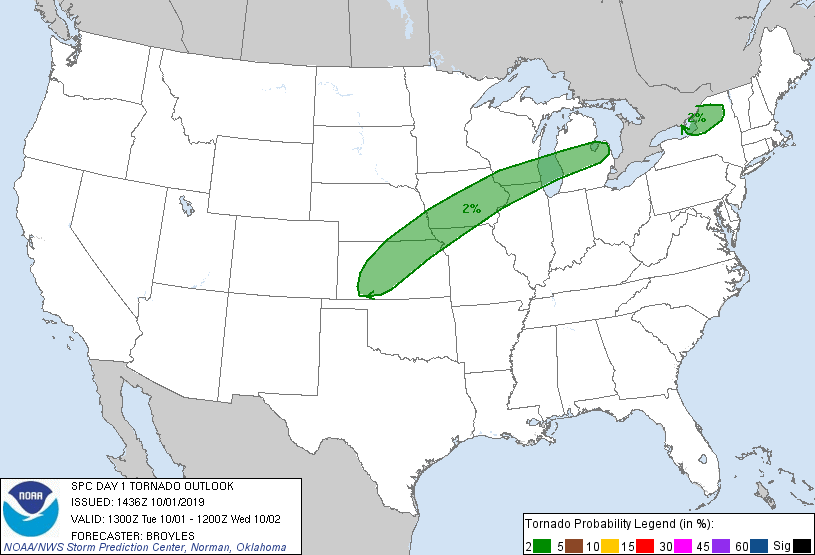 2%
2%
NOAA
SPC DAY 1 TORNADO OUTLOOK
ISSUED: 1436Z 10/01/2019
VALID: 1300Z Tue 10/01 - 1200Z Wed 10/02
FORECASTER: BROYLES
NOAA/NWS Storm Prediction Center, Norman, Oklahoma
Tornado Probability Legend (in %):
2 5 10 15 30 45 60 Sig